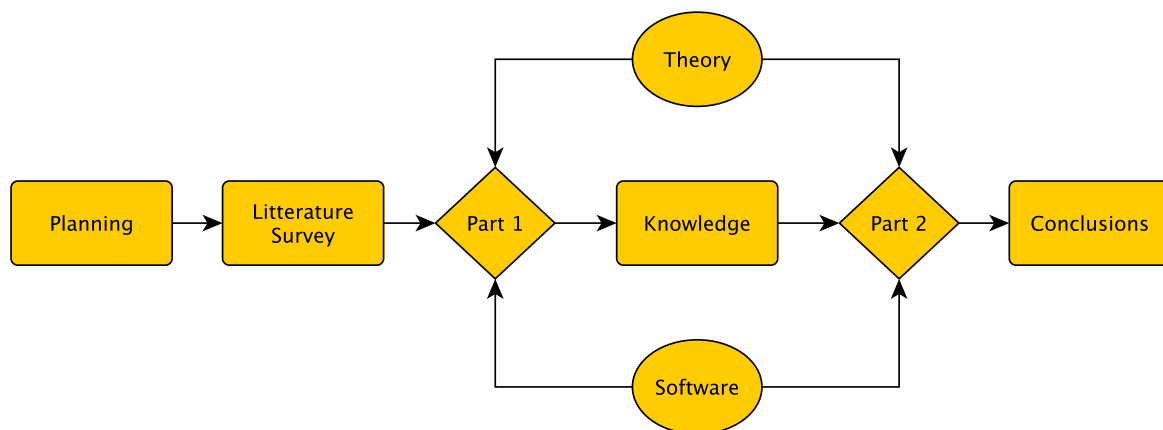 Theory
Planning
Litterature
Survey
Part 1
Knowledge
Part 2
Conclusions
Software